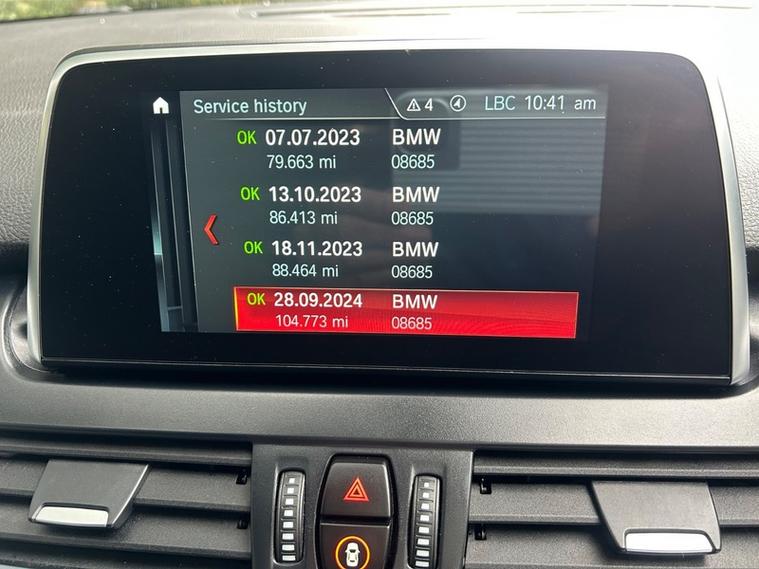 Service history 4 LBC 10:41 am
OK 07.07.2023 BMW
79.663 mi 08685
OK 13.10.2023 BMW
86.413 mi 08685
OK 18.11.2023 BMW
88.464 mi 08685
OK 28.09.2024 BMW
104.773 mi 08685